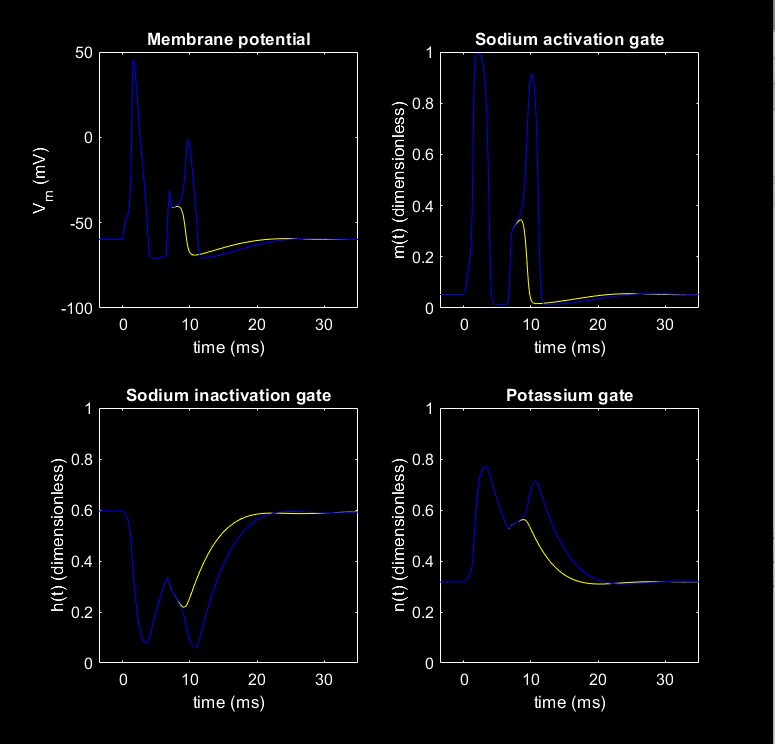 Membrane potential
50
0
-50
-100
V_m (mV)
0 10 20 30
time (ms)
Sodium activation gate
1
0.8
0.6
0.4
0.2
0
m(t) (dimensionless)
0 10 20 30
time (ms)
Sodium inactivation gate
1
0.8
0.6
0.4
0.2
0
h(t) (dimensionless)
0 10 20 30
time (ms)
Potassium gate
1
0.8
0.6
0.4
0.2
0
n(t) (dimensionless)
0 10 20 30
time (ms)